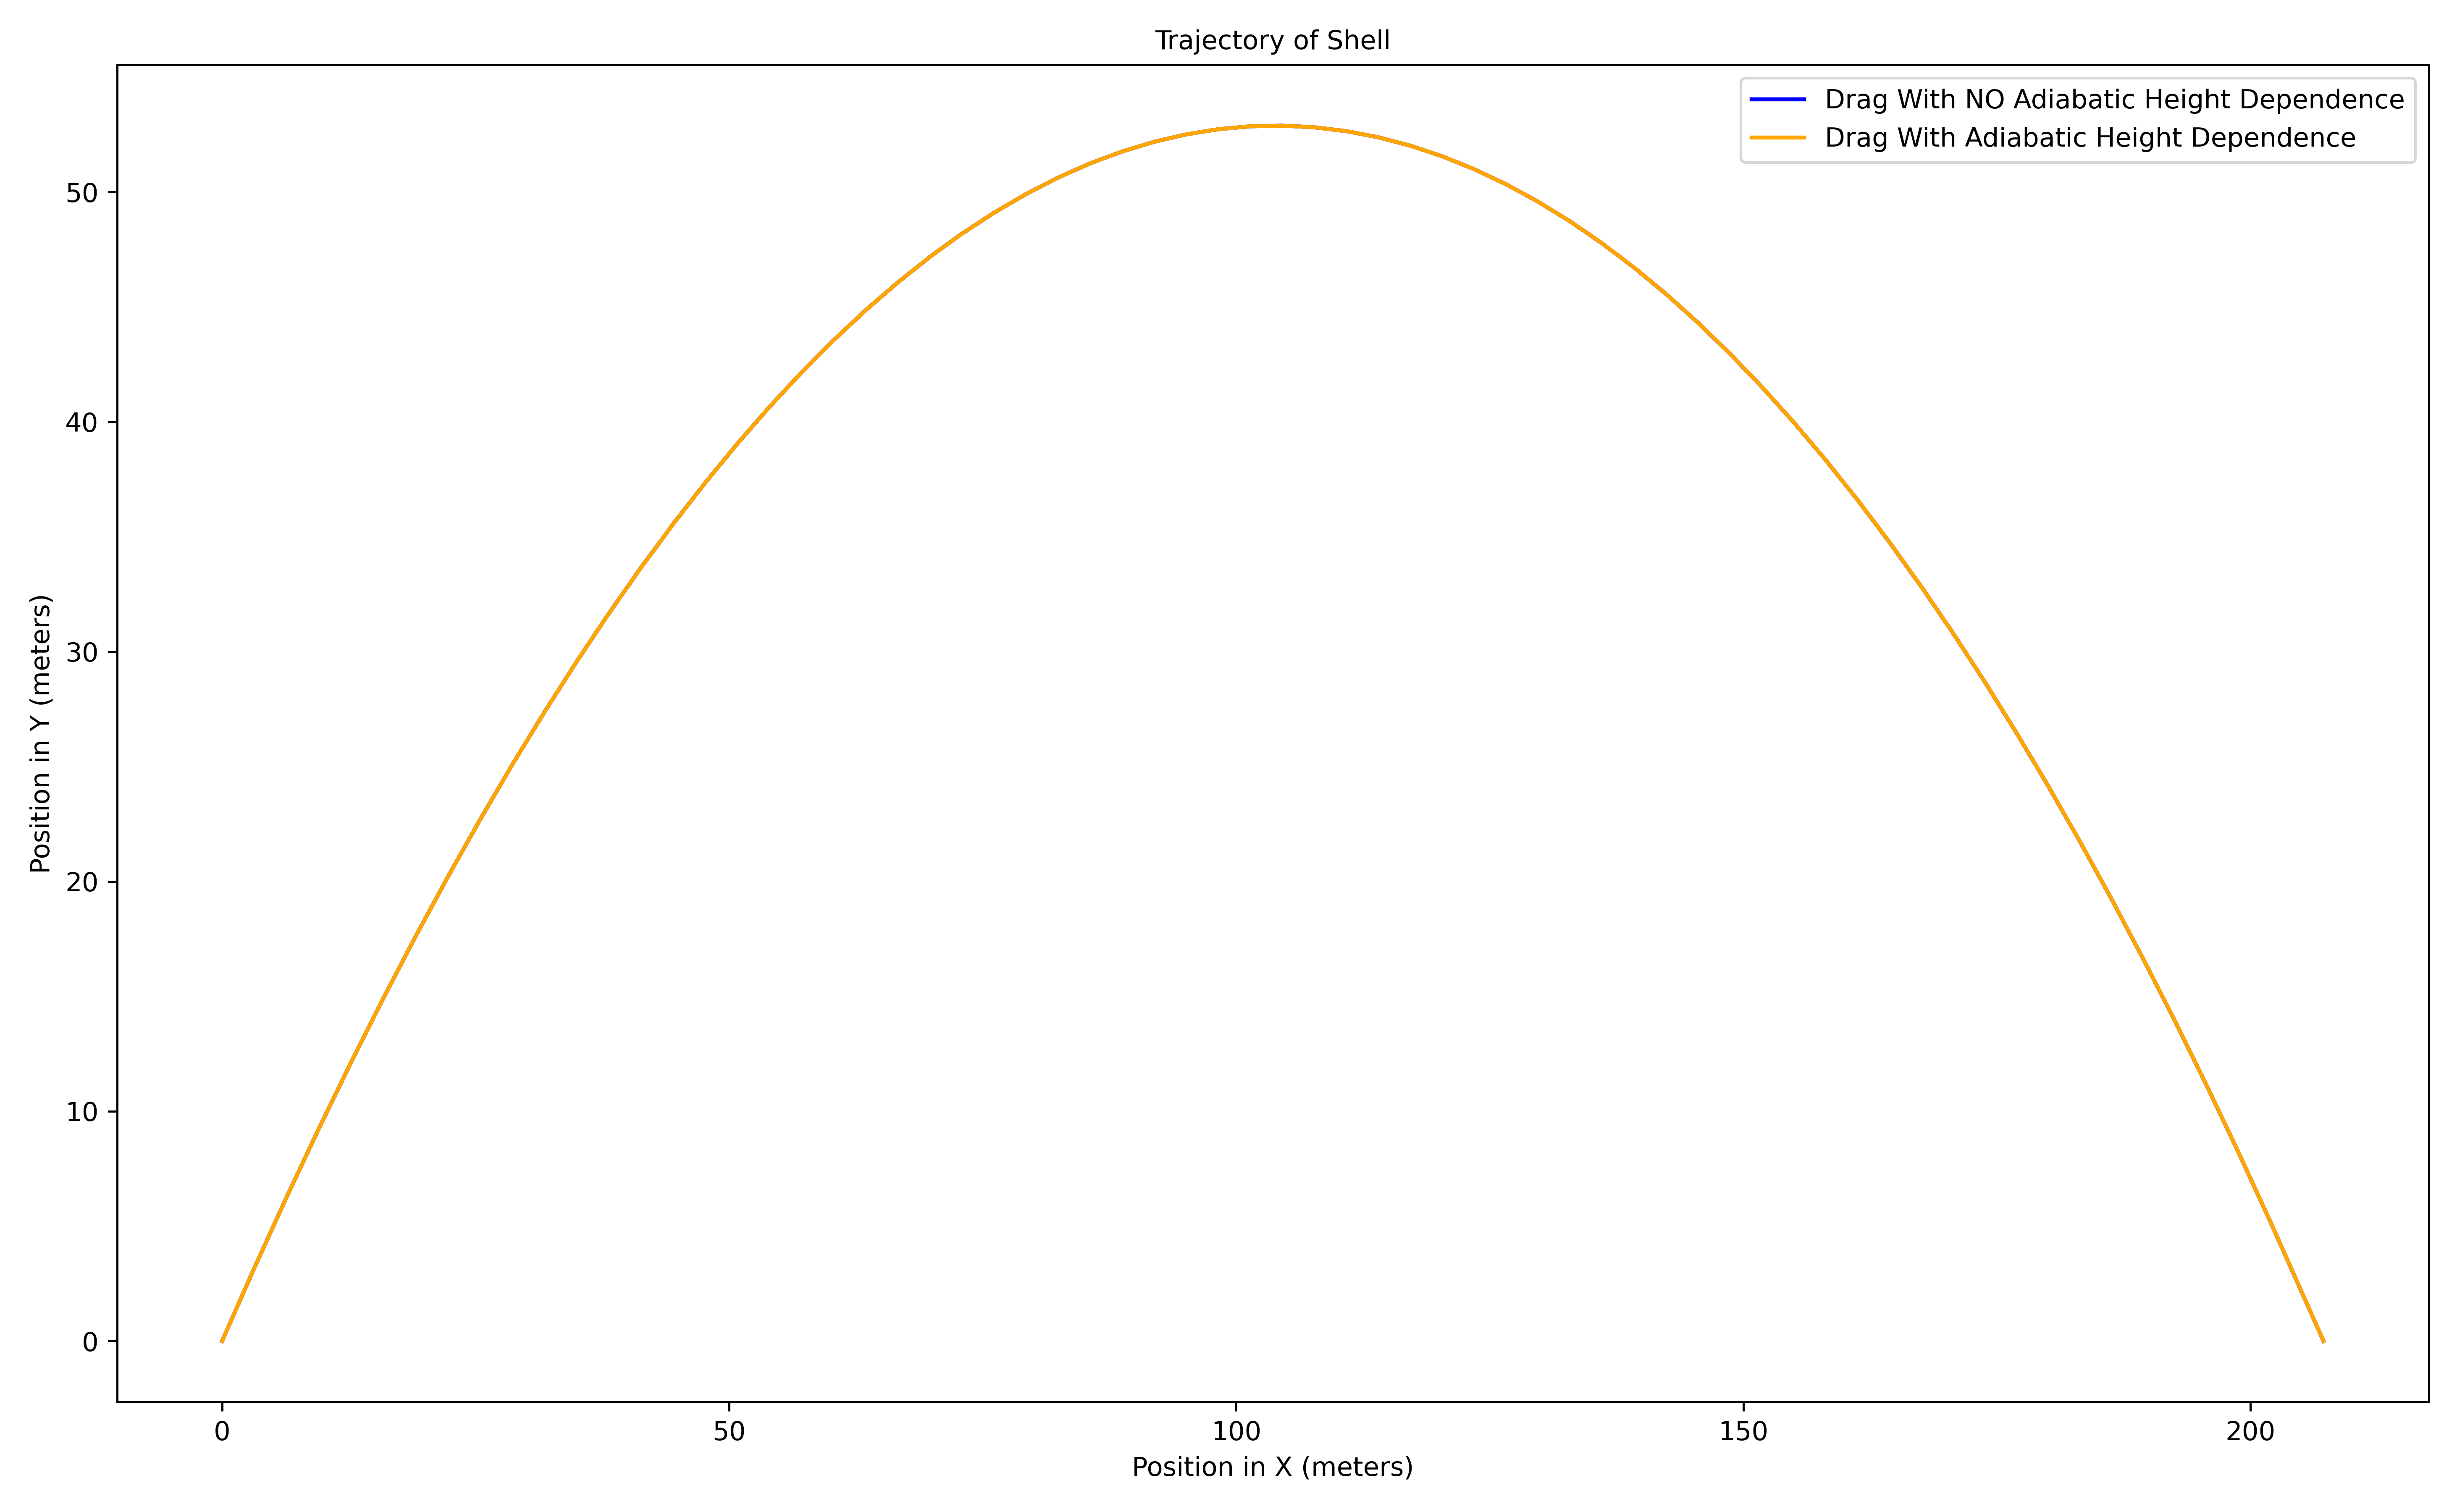 Trajectory of Shell
Drag With NO Adiabatic Height Dependence
Drag With Adiabatic Height Dependence
Position in Y (meters)
50
40
30
20
10
0
0 50 100 150 200
Position in X (meters)